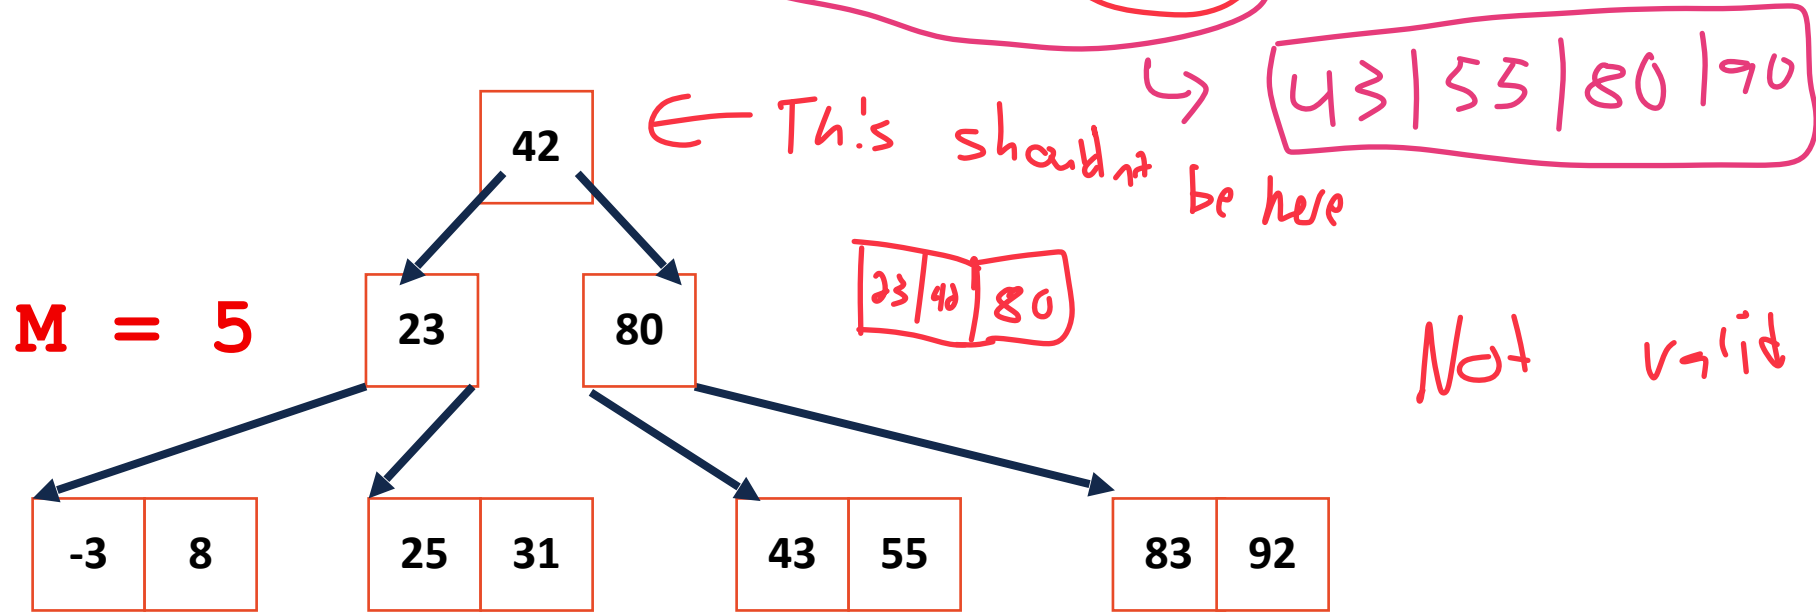 43 | 55 | 80 | 90
42 This shouldn't be here
23 | 42 | 80
M = 5 23 80
Not valid
-3 8 25 31 43 55 83 92